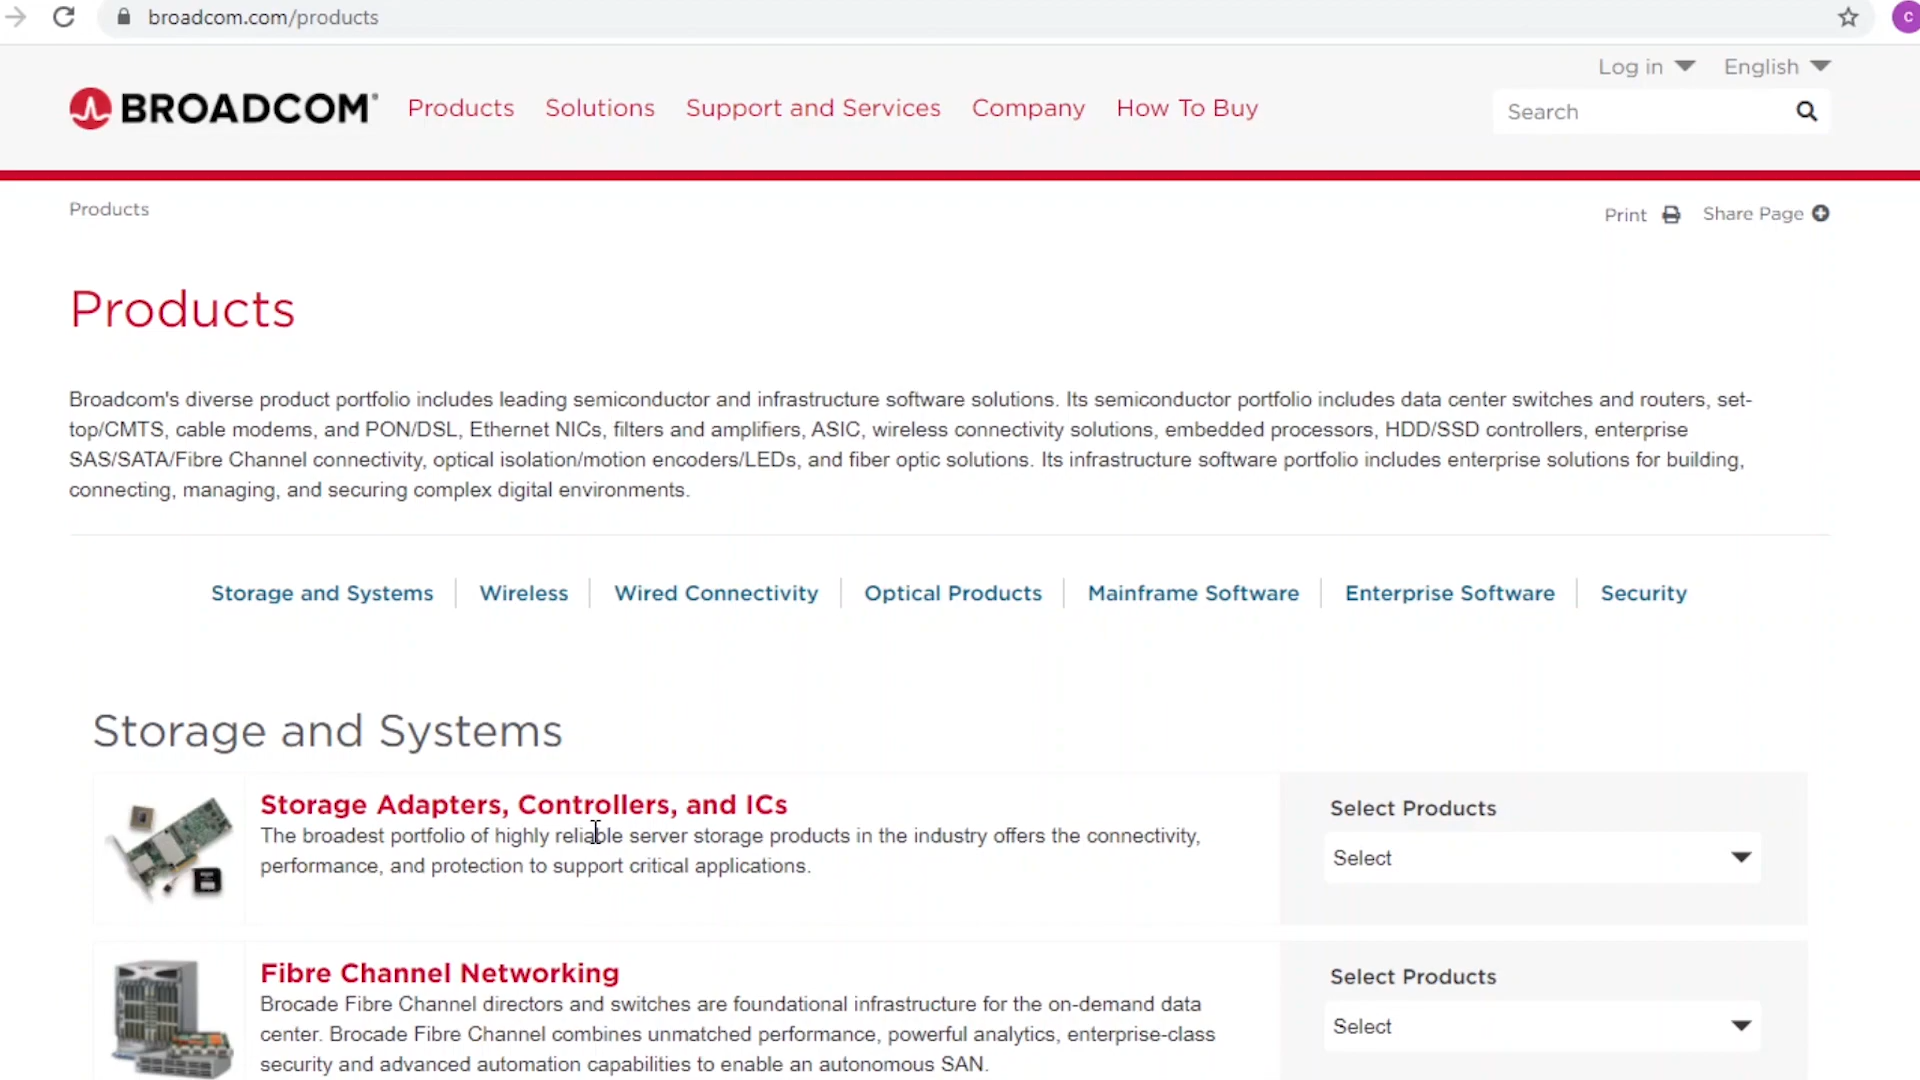 broadcom.com/products
C
Log in English
BROADCOM® Products Solutions Support and Services Company How To Buy
Search
Products
Print Share Page
Products
Broadcom's diverse product portfolio includes leading semiconductor and infrastructure software solutions. Its semiconductor portfolio includes data center switches and routers, set-
top/CMTS, cable modems, and PON/DSL, Ethernet NICs, filters and amplifiers, ASIC, wireless connectivity solutions, embedded processors, HDD/SSD controllers, enterprise
SAS/SATA/Fibre Channel connectivity, optical isolation/motion encoders/LEDs, and fiber optic solutions. Its infrastructure software portfolio includes enterprise solutions for building,
connecting, managing, and securing complex digital environments.
Storage and Systems Wireless Wired Connectivity Optical Products Mainframe Software Enterprise Software Security
Storage and Systems
Storage Adapters, Controllers, and ICs
The broadest portfolio of highly reliable server storage products in the industry offers the connectivity,
performance, and protection to support critical applications.
Select Products
Select
Fibre Channel Networking
Brocade Fibre Channel directors and switches are foundational infrastructure for the on-demand data
center. Brocade Fibre Channel combines unmatched performance, powerful analytics, enterprise-class
security and advanced automation capabilities to enable an autonomous SAN.
Select Products
Select